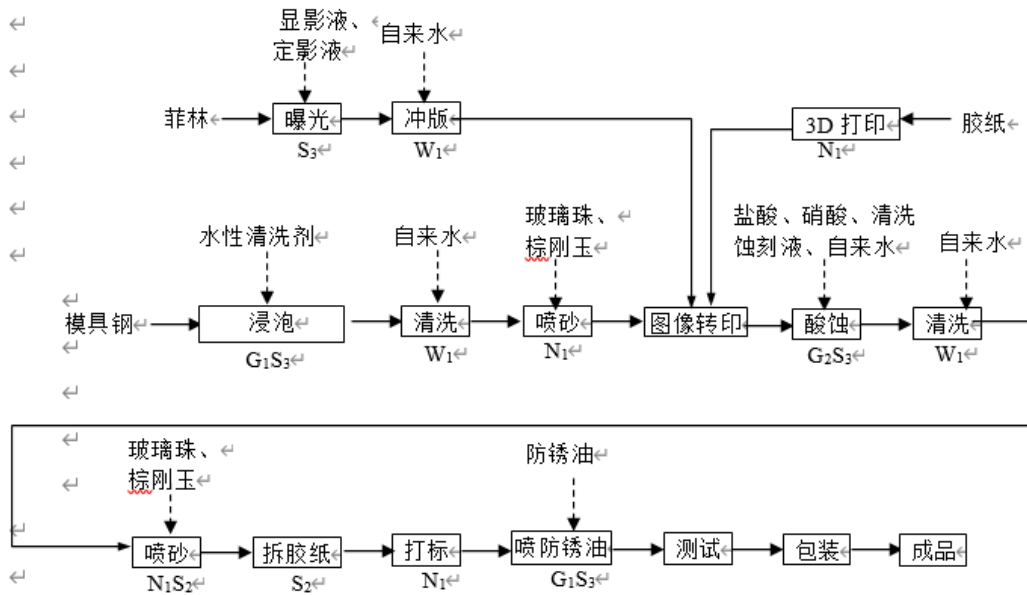 显影液、
定影液
自来水
菲林
曝光
冲版
3D 打印
胶纸
S₃
W₁
N₁
水性清洗剂
自来水
玻璃珠、
棕刚玉
盐酸、硝酸、清洗
蚀刻液、自来水
自来水
模具钢
浸泡
清洗
喷砂
图像转印
酸蚀
清洗
G₁S₃
W₁
N₁
G₂S₃
W₁
玻璃珠、
棕刚玉
防锈油
喷砂
拆胶纸
打标
喷防锈油
测试
包装
成品
N₁S₂
S₂
N₁
G₁S₃